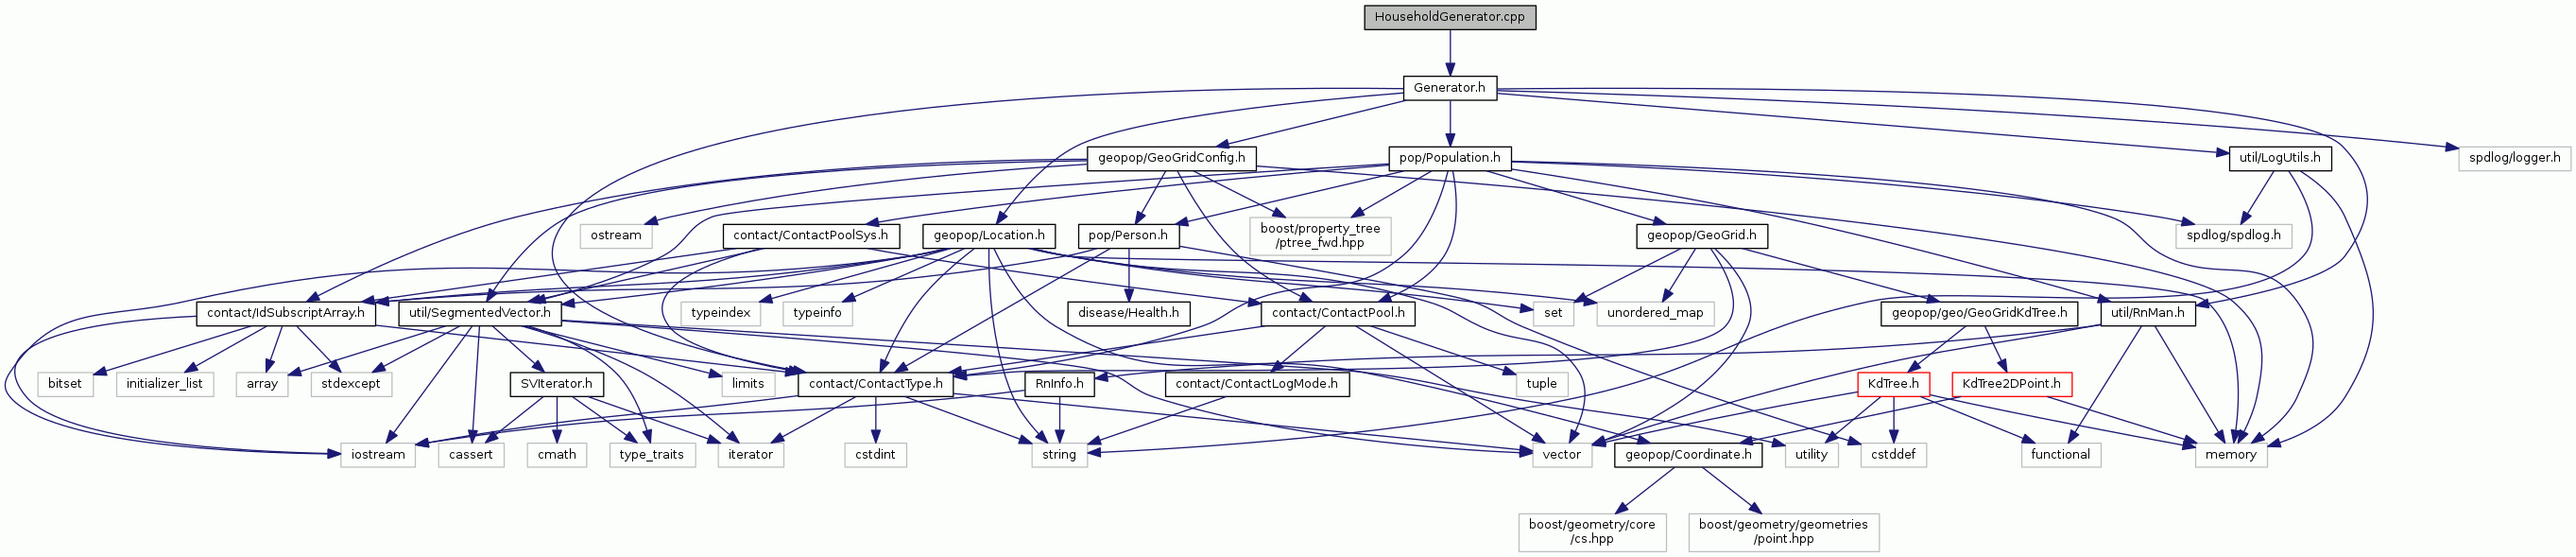 HouseholdGenerator.cpp
Generator.h
geopop/GeoGridConfig.h
pop/Population.h
util/LogUtils.h
spdlog/logger.h
ostream
contact/ContactPoolSys.h
geopop/Location.h
pop/Person.h
boost/property_tree
/ptree_fwd.hpp
geopop/GeoGrid.h
spdlog/spdlog.h
contact/IdSubscriptArray.h
util/SegmentedVector.h
typeindex
typeinfo
disease/Health.h
contact/ContactPool.h
set
unordered_map
geopop/geo/GeoGridKdTree.h
util/RnMan.h
bitset
initializer_list
array
stdexcept
SVIterator.h
limits
contact/ContactType.h
RnInfo.h
contact/ContactLogMode.h
tuple
KdTree.h
KdTree2DPoint.h
iostream
cassert
cmath
type_traits
iterator
cstdint
string
vector
geopop/Coordinate.h
utility
cstddef
functional
memory
boost/geometry/core
/cs.hpp
boost/geometry/geometries
/point.hpp